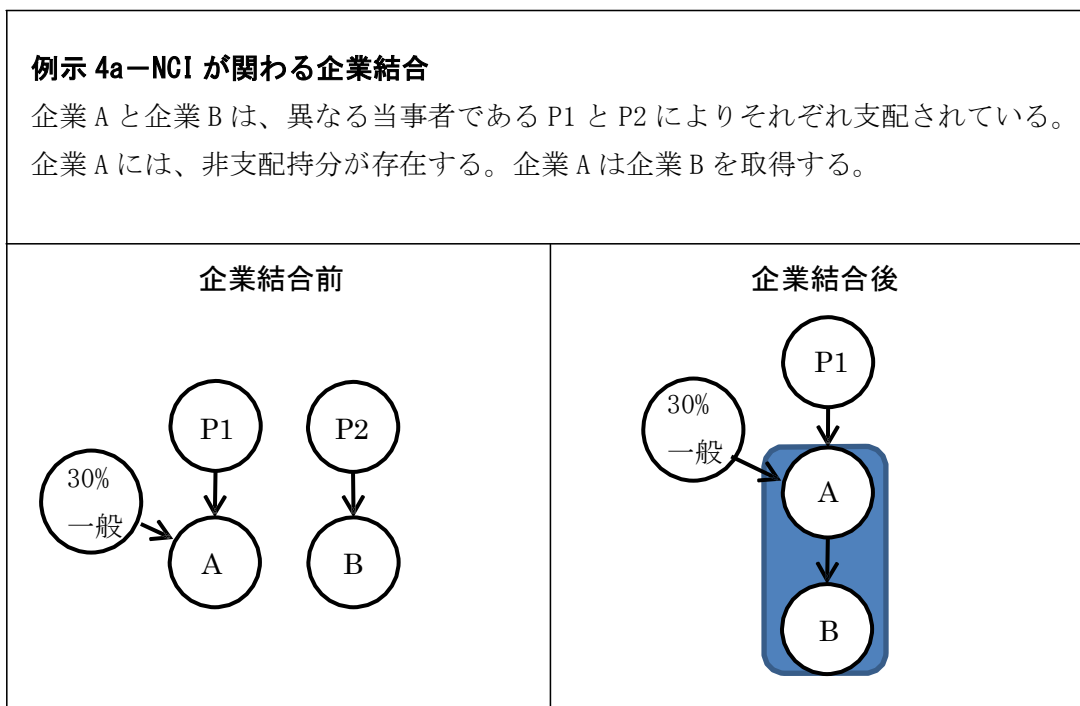 例示 4a－NCI が関わる企業結合
企業 A と企業 B は、異なる当事者である P1 と P2 によりそれぞれ支配されている。
企業 A には、非支配持分が存在する。企業 A は企業 B を取得する。
企業結合前
P1
P2
30%
一般
A
B
企業結合後
P1
30%
一般
A
B